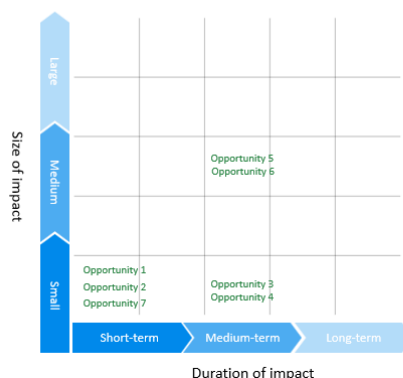 Large
Medium
Small
Size of impact
Opportunity 5
Opportunity 6
Opportunity 1
Opportunity 2
Opportunity 7
Opportunity 3
Opportunity 4
Short-term
Medium-term
Long-term
Duration of impact